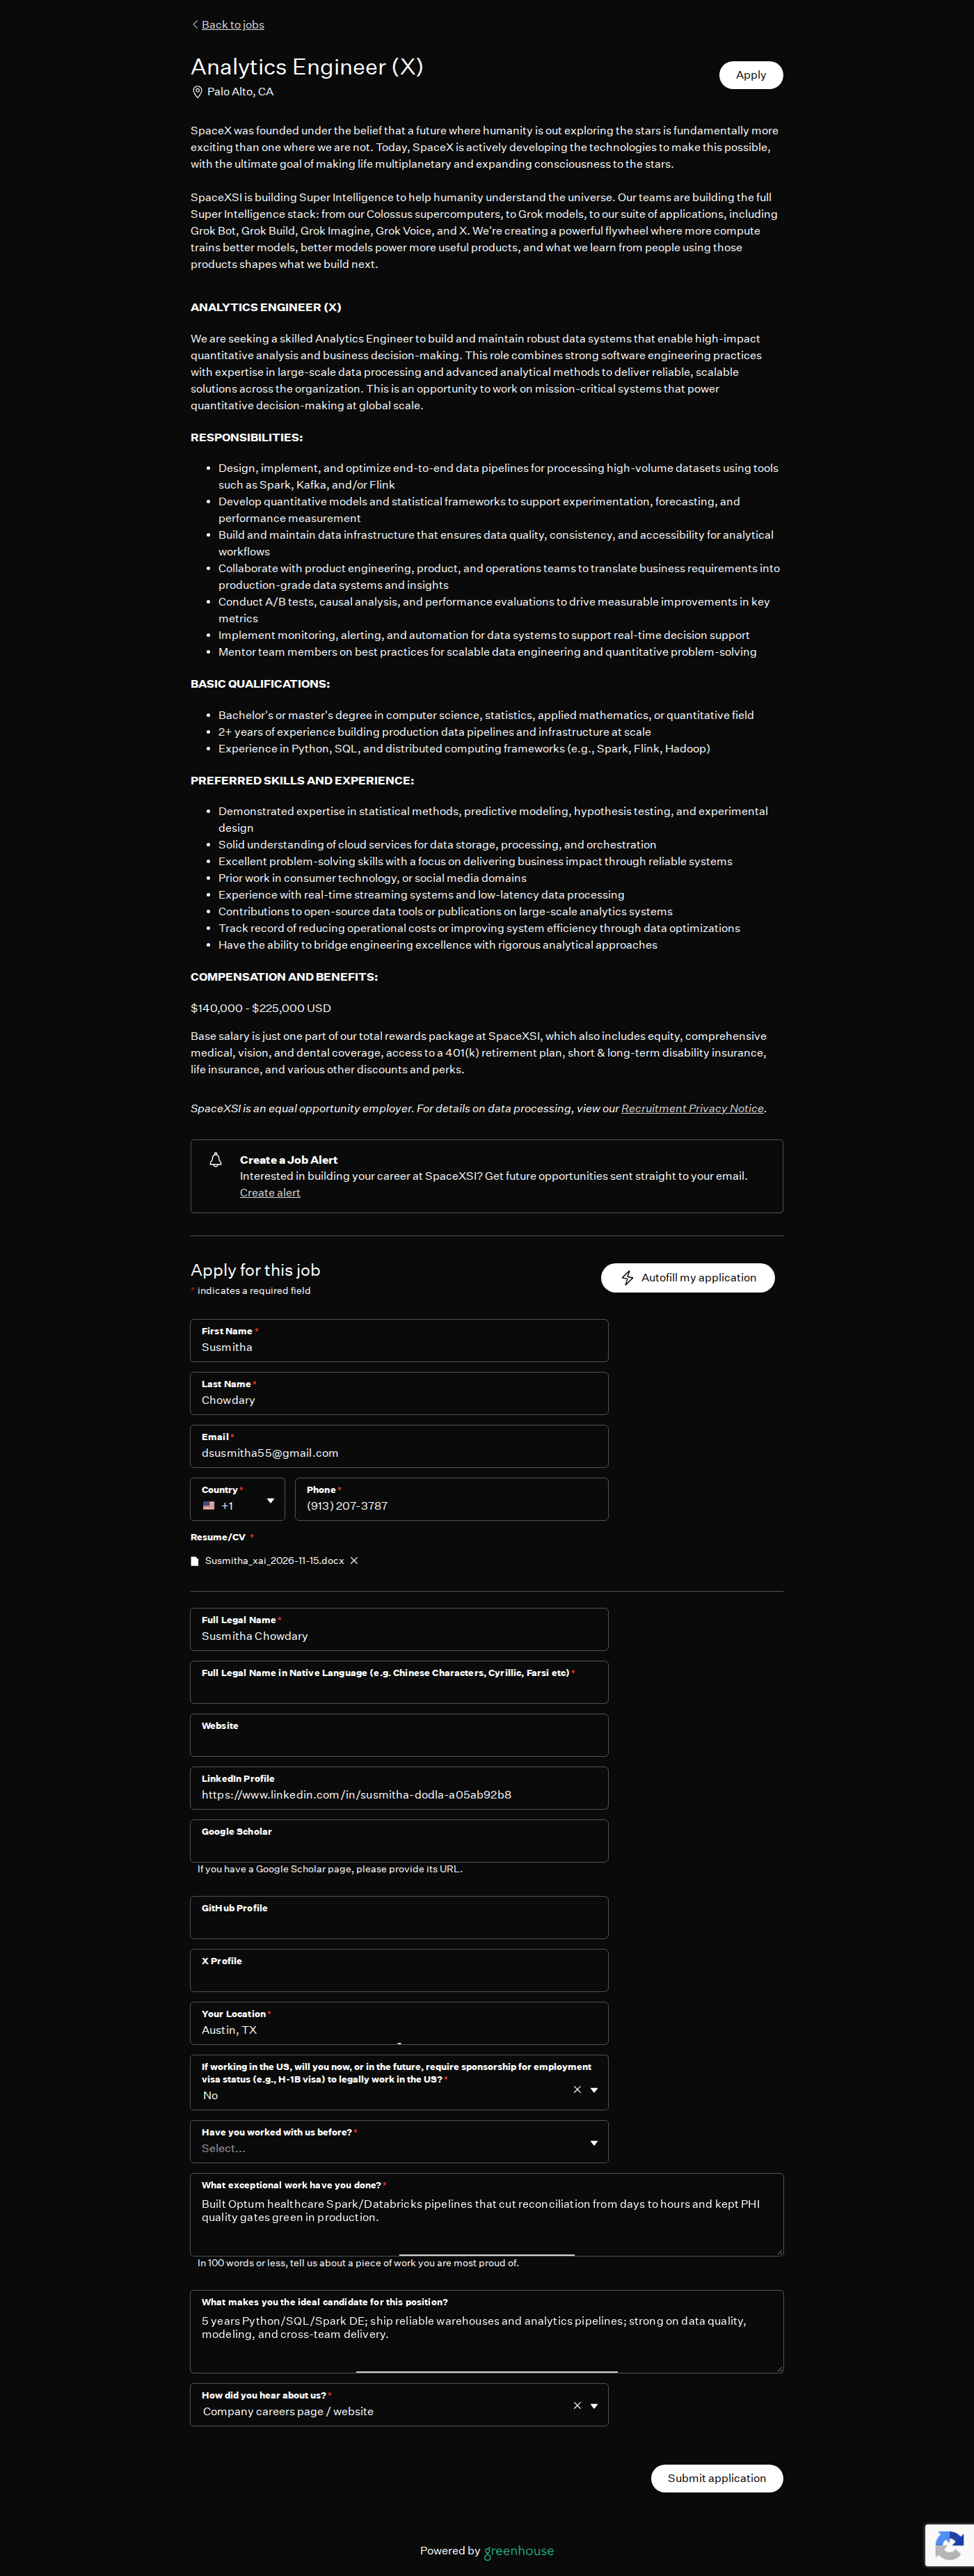 Back to jobs
Analytics Engineer (X)
Apply
Palo Alto, CA
SpaceX was founded under the belief that a future where humanity is out exploring the stars is fundamentally more
exciting than one where we are not. Today, SpaceX is actively developing the technologies to make this possible,
with the ultimate goal of making life multiplanetary and expanding consciousness to the stars.
SpaceXSI is building Super Intelligence to help humanity understand the universe. Our teams are building the full
Super Intelligence stack: from our Colossus supercomputers, to Grok models, to our suite of applications, including
Grok Bot, Grok Build, Grok Imagine, Grok Voice, and X. We're creating a powerful flywheel where more compute
trains better models, better models power more useful products, and what we learn from people using those
products shapes what we build next.
ANALYTICS ENGINEER (X)
We are seeking a skilled Analytics Engineer to build and maintain robust data systems that enable high-impact
quantitative analysis and business decision-making. This role combines strong software engineering practices
with expertise in large-scale data processing and advanced analytical methods to deliver reliable, scalable
solutions across the organization. This is an opportunity to work on mission-critical systems that power
quantitative decision-making at global scale.
RESPONSIBILITIES:
• Design, implement, and optimize end-to-end data pipelines for processing high-volume datasets using tools
such as Spark, Kafka, and/or Flink
• Develop quantitative models and statistical frameworks to support experimentation, forecasting, and
performance measurement
• Build and maintain data infrastructure that ensures data quality, consistency, and accessibility for analytical
workflows
• Collaborate with product engineering, product, and operations teams to translate business requirements into
production-grade data systems and insights
• Conduct A/B tests, causal analysis, and performance evaluations to drive measurable improvements in key
metrics
• Implement monitoring, alerting, and automation for data systems to support real-time decision support
• Mentor team members on best practices for scalable data engineering and quantitative problem-solving
BASIC QUALIFICATIONS:
• Bachelor's or master's degree in computer science, statistics, applied mathematics, or quantitative field
• 2+ years of experience building production data pipelines and infrastructure at scale
• Experience in Python, SQL, and distributed computing frameworks (e.g., Spark, Flink, Hadoop)
PREFERRED SKILLS AND EXPERIENCE:
• Demonstrated expertise in statistical methods, predictive modeling, hypothesis testing, and experimental
design
• Solid understanding of cloud services for data storage, processing, and orchestration
• Excellent problem-solving skills with a focus on delivering business impact through reliable systems
• Prior work in consumer technology, or social media domains
• Experience with real-time streaming systems and low-latency data processing
• Contributions to open-source data tools or publications on large-scale analytics systems
• Track record of reducing operational costs or improving system efficiency through data optimizations
• Have the ability to bridge engineering excellence with rigorous analytical approaches
COMPENSATION AND BENEFITS:
$140,000 - $225,000 USD
Base salary is just one part of our total rewards package at SpaceXSI, which also includes equity, comprehensive
medical, vision, and dental coverage, access to a 401(k) retirement plan, short & long-term disability insurance,
life insurance, and various other discounts and perks.
SpaceXSI is an equal opportunity employer. For details on data processing, view our Recruitment Privacy Notice.
Create a Job Alert
Interested in building your career at SpaceXSI? Get future opportunities sent straight to your email.
Create alert
Apply for this job
Autofill my application
* indicates a required field
First Name *
Susmitha
Last Name *
Chowdary
Email *
dsusmitha55@gmail.com
Country *
+1
Phone *
(913) 207-3787
Resume/CV *
Susmitha_xai_2026-11-15.docx
Full Legal Name *
Susmitha Chowdary
Full Legal Name in Native Language (e.g. Chinese Characters, Cyrillic, Farsi etc) *
Website
LinkedIn Profile
https://www.linkedin.com/in/susmitha-dodla-a05ab92b8
Google Scholar
If you have a Google Scholar page, please provide its URL.
GitHub Profile
X Profile
Your Location *
Austin, TX
If working in the US, will you now, or in the future, require sponsorship for employment
visa status (e.g., H-1B visa) to legally work in the US? *
No
Have you worked with us before? *
Select...
What exceptional work have you done? *
Built Optum healthcare Spark/Databricks pipelines that cut reconciliation from days to hours and kept PHI
quality gates green in production.
In 100 words or less, tell us about a piece of work you are most proud of.
What makes you the ideal candidate for this position?
5 years Python/SQL/Spark DE; ship reliable warehouses and analytics pipelines; strong on data quality,
modeling, and cross-team delivery.
How did you hear about us? *
Company careers page / website
Submit application
Powered by greenhouse